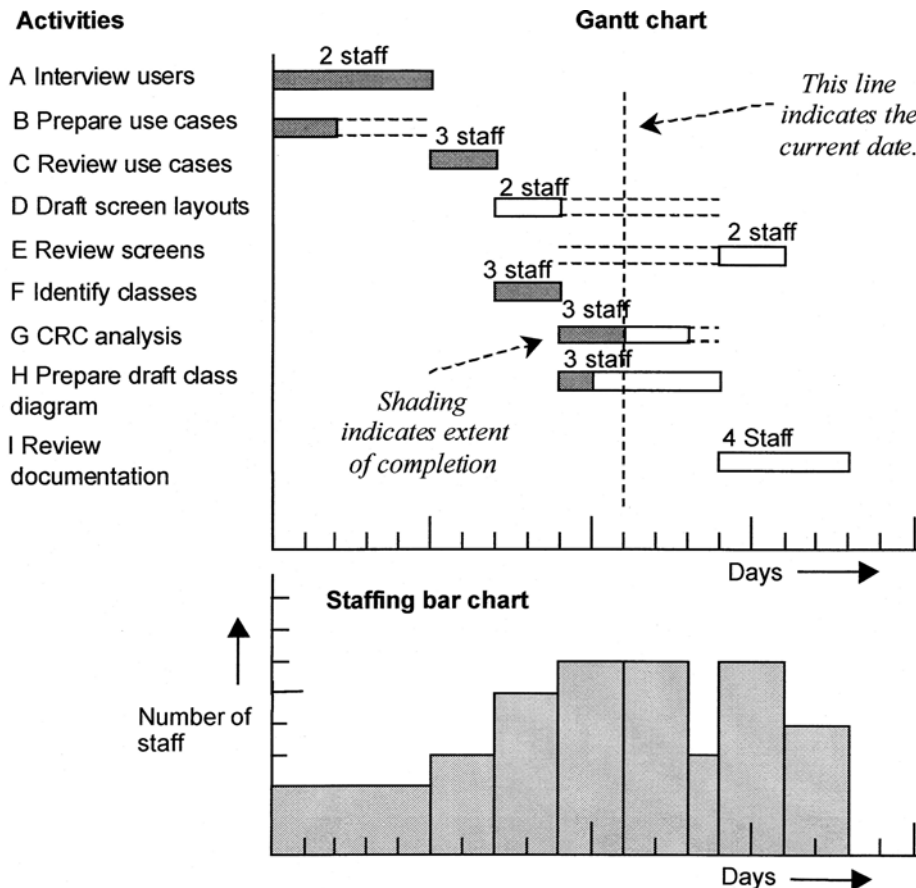 Activities
Gantt chart
2 staff
A Interview users
This line
indicates the
current date.
B Prepare use cases
3 staff
C Review use cases
2 staff
D Draft screen layouts
2 staff
E Review screens
3 staff
F Identify classes
3 staff
G CRC analysis
3 staff
H Prepare draft class
diagram
Shading
indicates extent
of completion
4 Staff
I Review
documentation
Days
Staffing bar chart
Number of
staff
Days